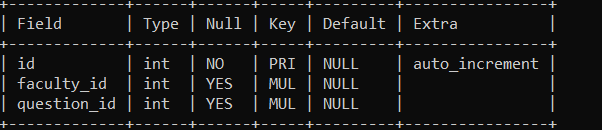 +-------------+------+------+-----+---------+----------------+
| Field       | Type | Null | Key | Default | Extra          |
+-------------+------+------+-----+---------+----------------+
| id          | int  | NO   | PRI | NULL    | auto_increment |
| faculty_id  | int  | YES  | MUL | NULL    |                |
| question_id | int  | YES  | MUL | NULL    |                |
+-------------+------+------+-----+---------+----------------+